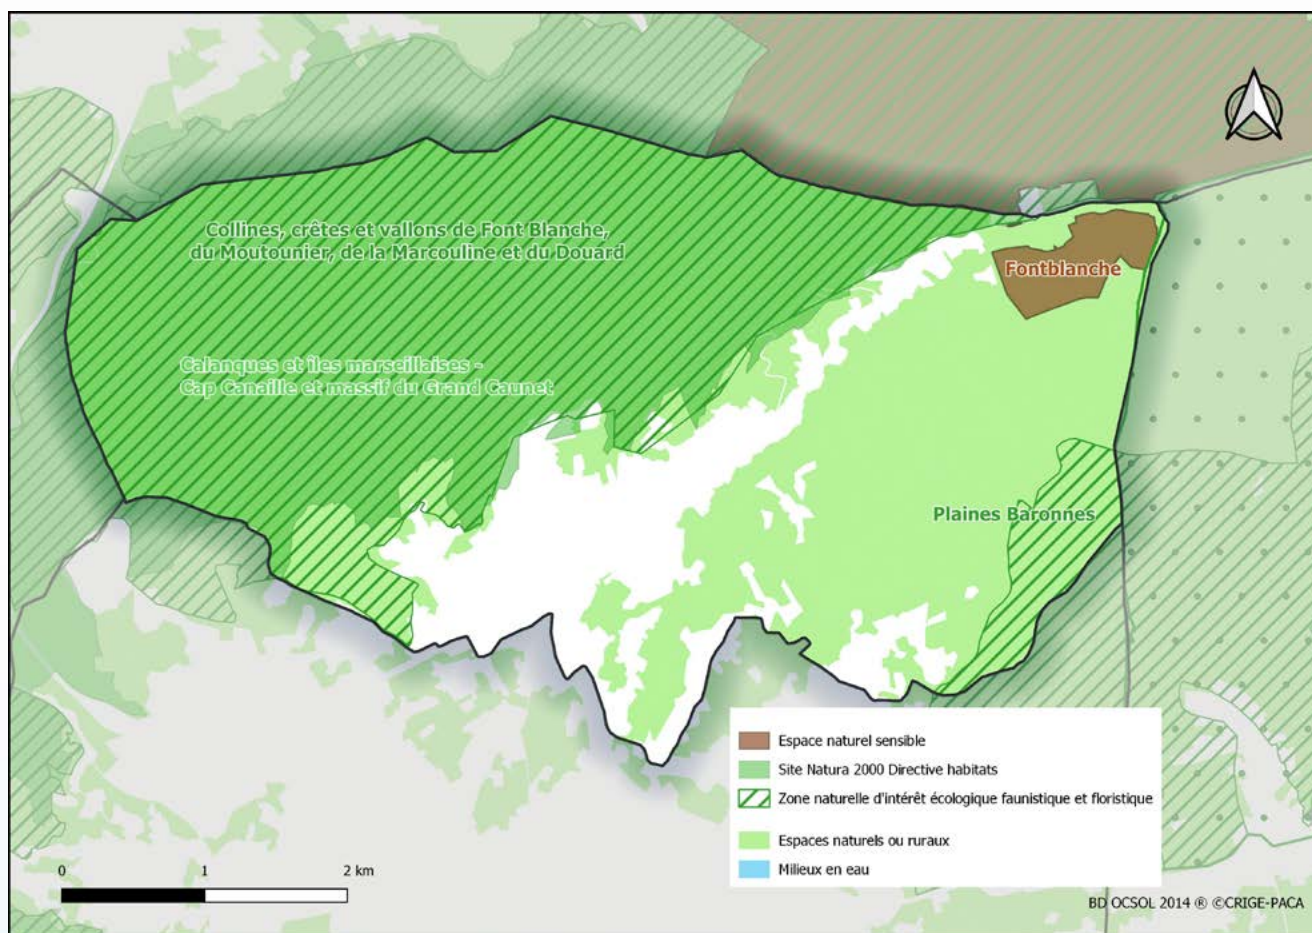 Collines, crêtes et vallons de Font Blanche,
du Moutounier, de la Marcouline et du Douard
Fontblanche
Calanques et îles marseillaises -
Cap Canaille et massif du Grand Caunet
Plaines Baronnes
Espace naturel sensible
Site Natura 2000 Directive habitats
Zone naturelle d'intérêt écologique faunistique et floristique
Espaces naturels ou ruraux
Milieux en eau
0 1 2 km
BD OCSOL 2014 ® ©CRIGE-PACA